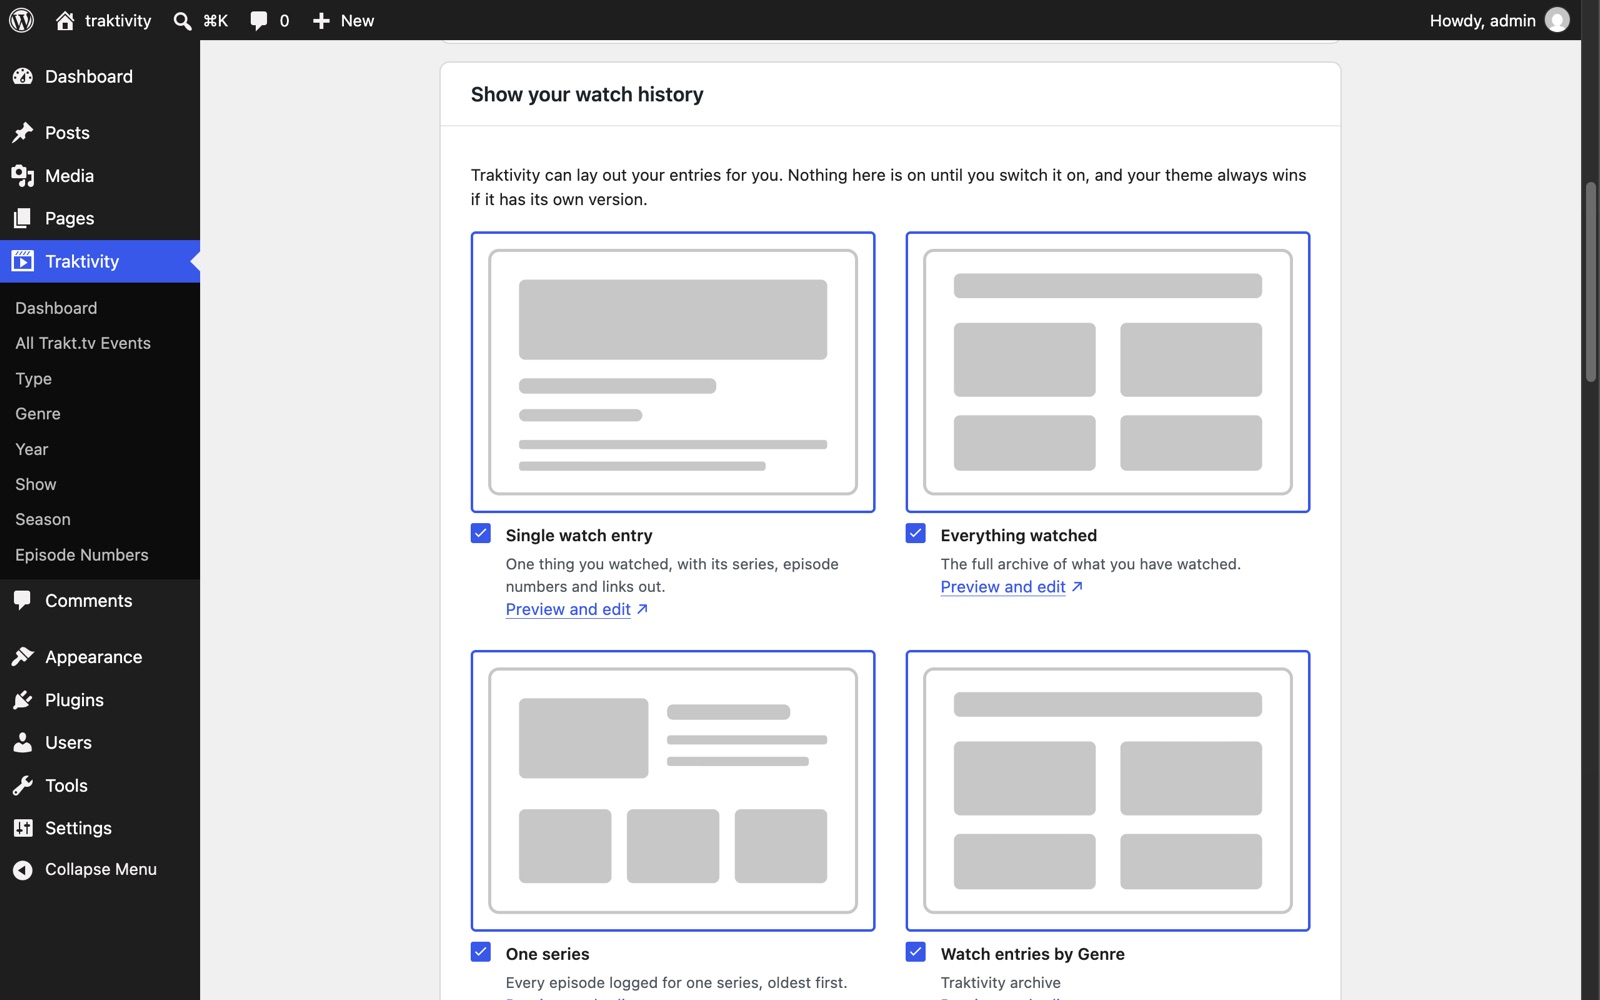 traktivity
⌘K
0
New
Howdy, admin
Dashboard
Posts
Media
Pages
Traktivity
Dashboard
All Trakt.tv Events
Type
Genre
Year
Show
Season
Episode Numbers
Comments
Appearance
Plugins
Users
Tools
Settings
Collapse Menu
Show your watch history
Traktivity can lay out your entries for you. Nothing here is on until you switch it on, and your theme always wins
if it has its own version.
Single watch entry
One thing you watched, with its series, episode
numbers and links out.
Preview and edit ↗
Everything watched
The full archive of what you have watched.
Preview and edit ↗
One series
Every episode logged for one series, oldest first.
Watch entries by Genre
Traktivity archive